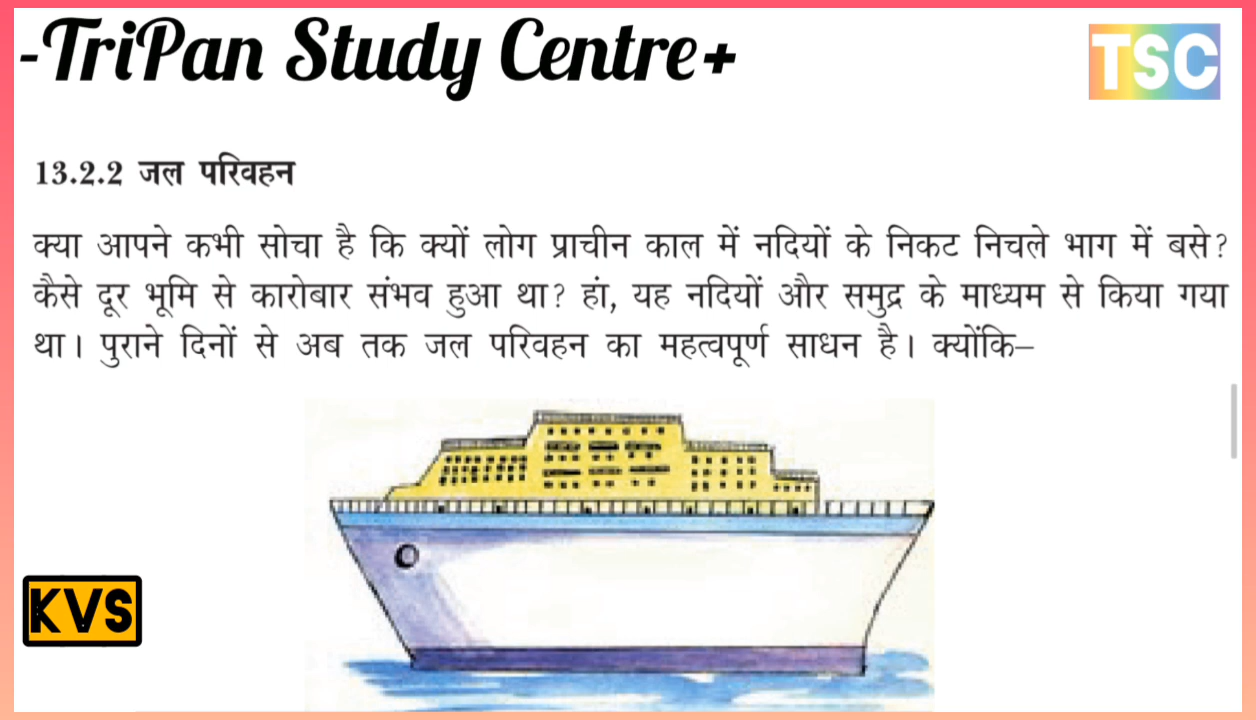 -TriPan Study Centre+
TSC
13.2.2 जल परिवहन
क्या आपने कभी सोचा है कि क्यों लोग प्राचीन काल में नदियों के निकट निचले भाग में बसे?
कैसे दूर भूमि से कारोबार संभव हुआ था? हां, यह नदियों और समुद्र के माध्यम से किया गया
था। पुराने दिनों से अब तक जल परिवहन का महत्वपूर्ण साधन है। क्योंकि–
KVS